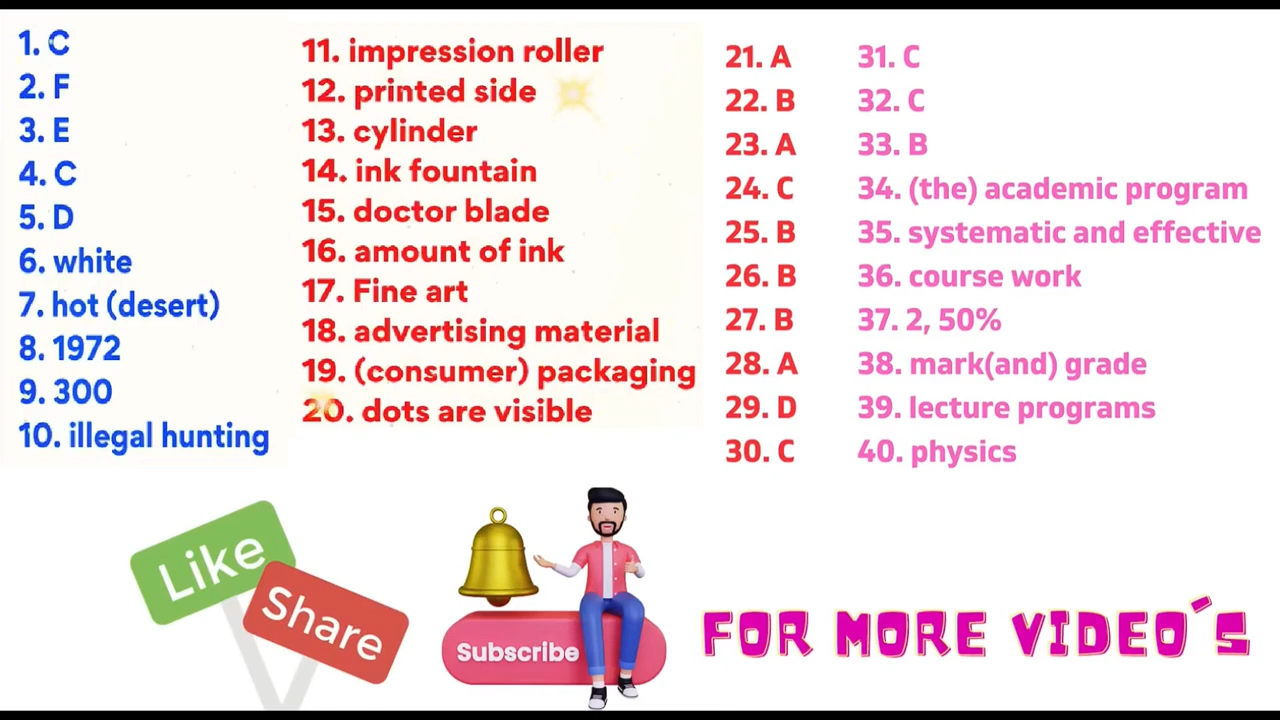 1. C
2. F
3. E
4. C
5. D
6. white
7. hot (desert)
8. 1972
9. 300
10. illegal hunting
11. impression roller
12. printed side
13. cylinder
14. ink fountain
15. doctor blade
16. amount of ink
17. Fine art
18. advertising material
19. (consumer) packaging
20. dots are visible
21. A
22. B
23. A
24. C
25. B
26. B
27. B
28. A
29. D
30. C
31. C
32. C
33. B
34. (the) academic program
35. systematic and effective
36. course work
37. 2, 50%
38. mark(and) grade
39. lecture programs
40. physics
Like
Share
Subscribe
FOR MORE VIDEO´S